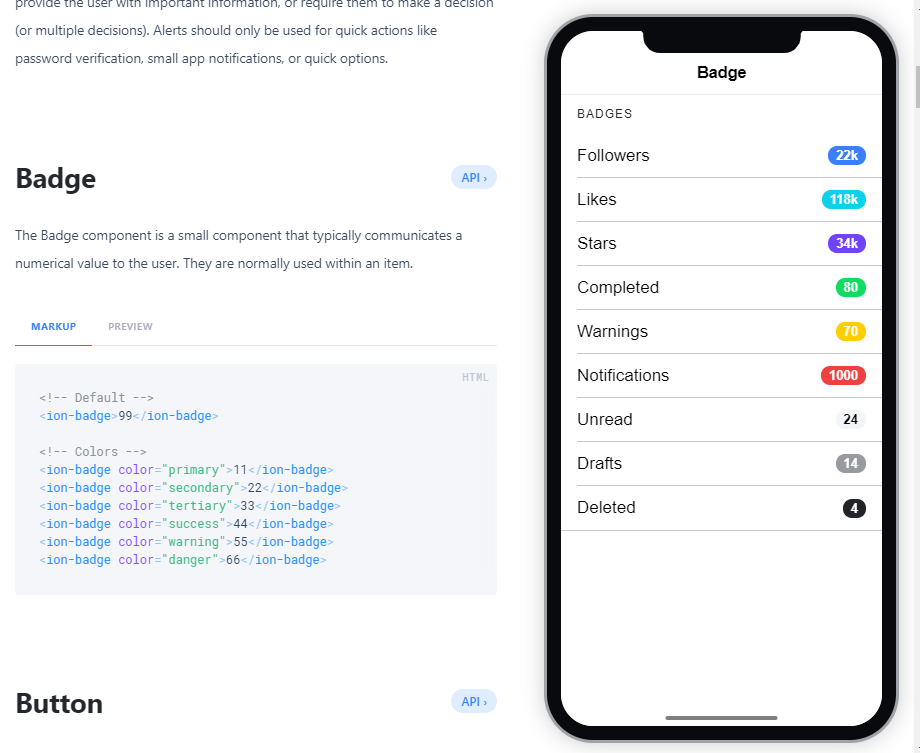 provide the user with important information, or require them to make a decision
(or multiple decisions). Alerts should only be used for quick actions like
password verification, small app notifications, or quick options.
Badge
API ›
The Badge component is a small component that typically communicates a
numerical value to the user. They are normally used within an item.
MARKUP PREVIEW
HTML
<!-- Default -->
<ion-badge>99</ion-badge>
<!-- Colors -->
<ion-badge color="primary">11</ion-badge>
<ion-badge color="secondary">22</ion-badge>
<ion-badge color="tertiary">33</ion-badge>
<ion-badge color="success">44</ion-badge>
<ion-badge color="warning">55</ion-badge>
<ion-badge color="danger">66</ion-badge>
Button
API ›
Badge
BADGES
Followers 22k
Likes 118k
Stars 34k
Completed 80
Warnings 70
Notifications 1000
Unread 24
Drafts 14
Deleted 4